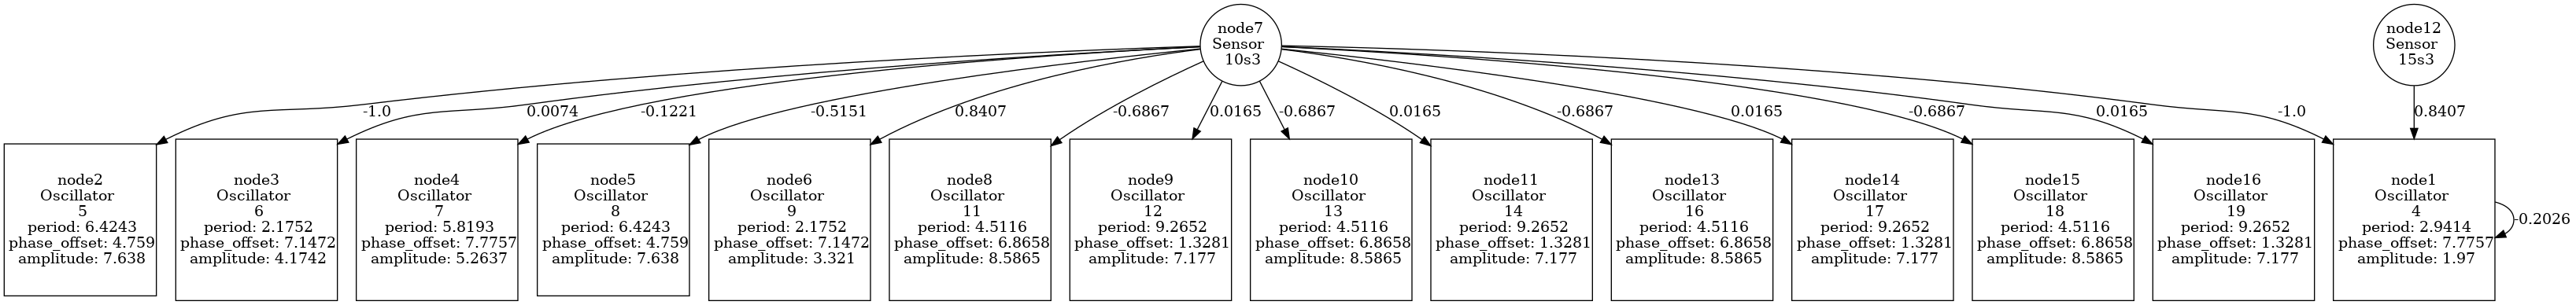 node7
Sensor
10s3
node12
Sensor
15s3
-1.0
0.0074
-0.1221
-0.5151
0.8407
-0.6867
0.0165
-0.6867
0.0165
-0.6867
0.0165
-0.6867
0.0165
-1.0
0.8407
node2
Oscillator
5
period: 6.4243
phase_offset: 4.759
amplitude: 7.638
node3
Oscillator
6
period: 2.1752
phase_offset: 7.1472
amplitude: 4.1742
node4
Oscillator
7
period: 5.8193
phase_offset: 7.7757
amplitude: 5.2637
node5
Oscillator
8
period: 6.4243
phase_offset: 4.759
amplitude: 7.638
node6
Oscillator
9
period: 2.1752
phase_offset: 7.1472
amplitude: 3.321
node8
Oscillator
11
period: 4.5116
phase_offset: 6.8658
amplitude: 8.5865
node9
Oscillator
12
period: 9.2652
phase_offset: 1.3281
amplitude: 7.177
node10
Oscillator
13
period: 4.5116
phase_offset: 6.8658
amplitude: 8.5865
node11
Oscillator
14
period: 9.2652
phase_offset: 1.3281
amplitude: 7.177
node13
Oscillator
16
period: 4.5116
phase_offset: 6.8658
amplitude: 8.5865
node14
Oscillator
17
period: 9.2652
phase_offset: 1.3281
amplitude: 7.177
node15
Oscillator
18
period: 4.5116
phase_offset: 6.8658
amplitude: 8.5865
node16
Oscillator
19
period: 9.2652
phase_offset: 1.3281
amplitude: 7.177
node1
Oscillator
4
period: 2.9414
phase_offset: 7.7757
amplitude: 1.97
-0.2026